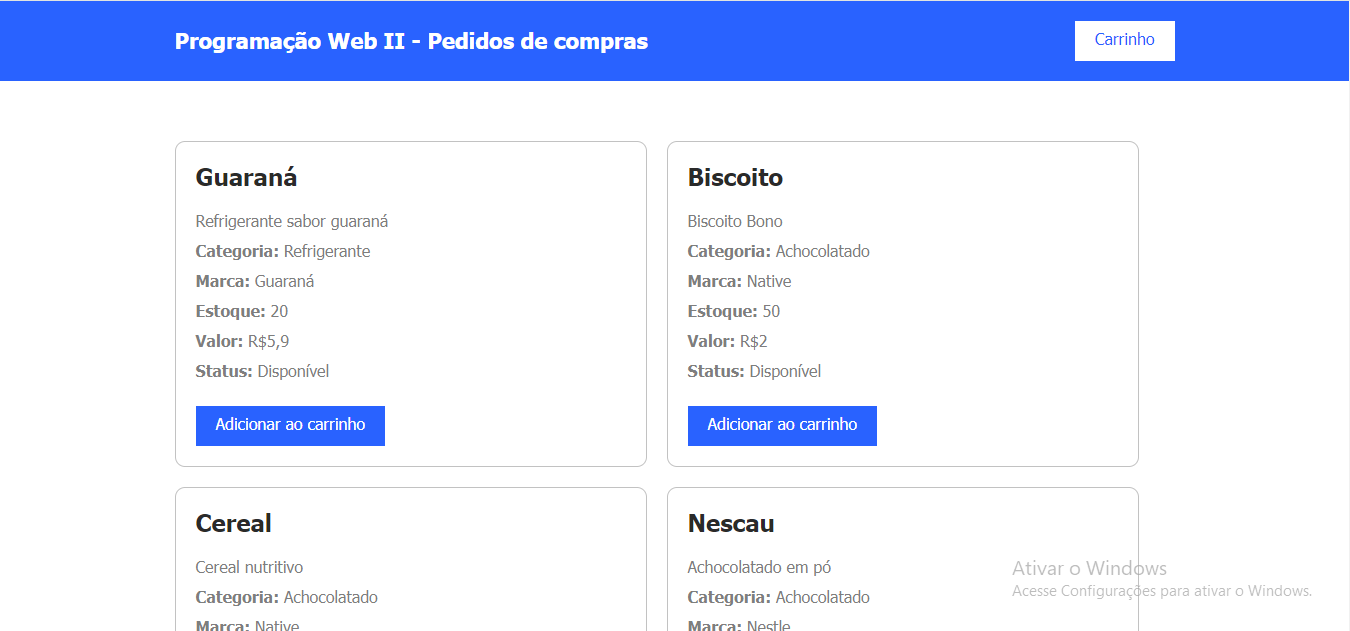 Programação Web II - Pedidos de compras
Carrinho
Guaraná
Refrigerante sabor guaraná
Categoria: Refrigerante
Marca: Guaraná
Estoque: 20
Valor: R$5,9
Status: Disponível
Adicionar ao carrinho
Biscoito
Biscoito Bono
Categoria: Achocolatado
Marca: Native
Estoque: 50
Valor: R$2
Status: Disponível
Adicionar ao carrinho
Cereal
Cereal nutritivo
Categoria: Achocolatado
Marca: Native
Nescau
Achocolatado em pó
Categoria: Achocolatado
Marca: Nestle
Ativar o Windows
Acesse Configurações para ativar o Windows.